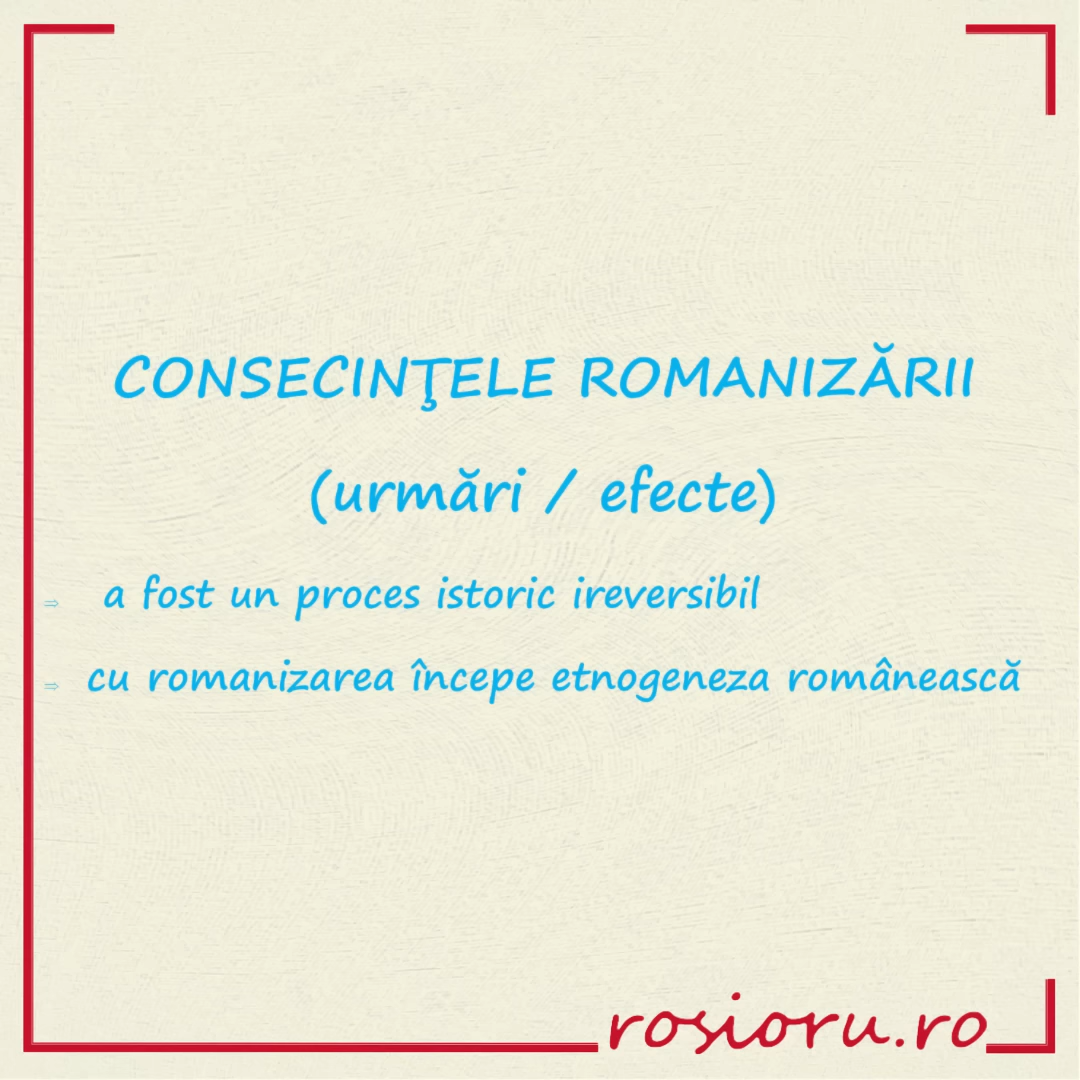 CONSECINŢELE ROMANIZĂRII
(urmări / efecte)
⇒ a fost un proces istoric ireversibil
⇒ cu romanizarea începe etnogeneza românească
rosioru.ro